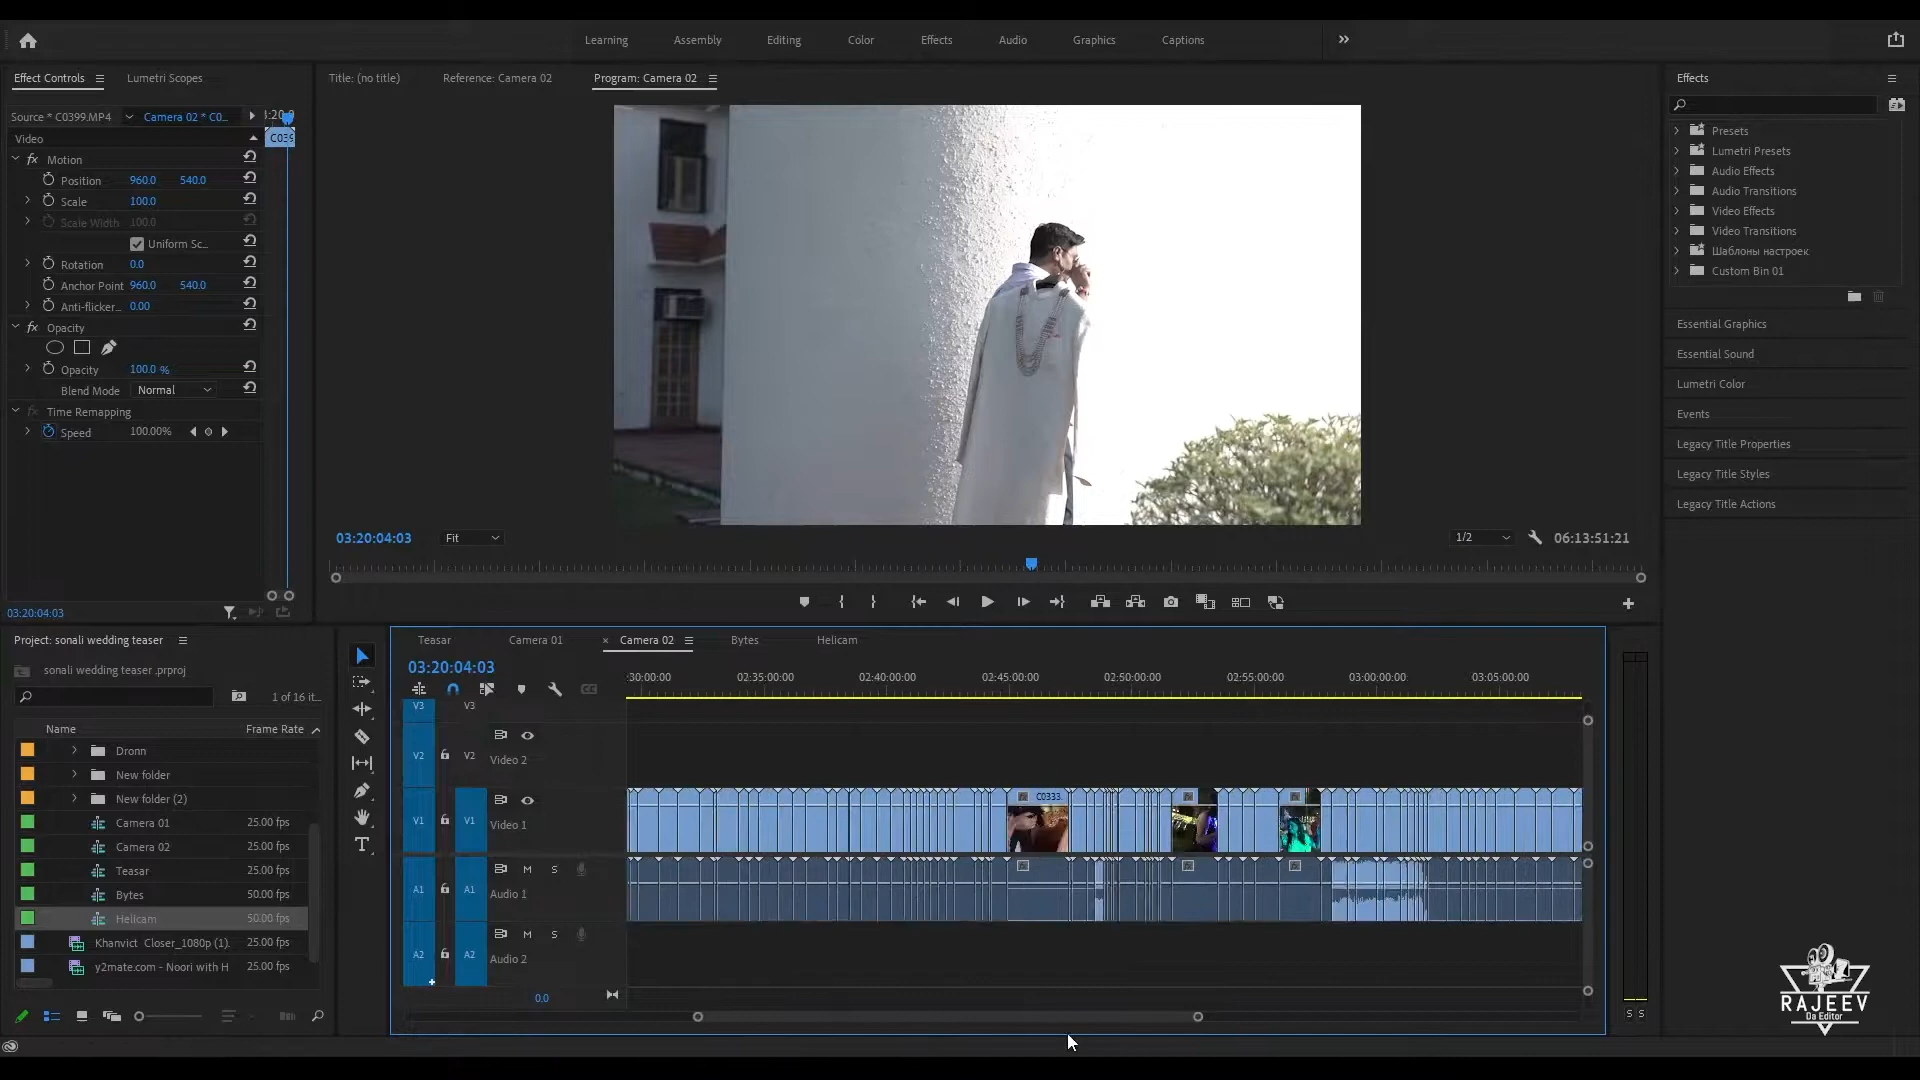 Learning Assembly Editing Color Effects Audio Graphics Captions
Effect Controls Lumetri Scopes
Title: (no title) Reference: Camera 02 Program: Camera 02
Effects
Source * C0399.MP4 Camera 02 * C0...
Video
Motion
Position 960.0 540.0
Scale 100.0
Scale Width 100.0
Uniform Sc...
Rotation 0.0
Anchor Point 960.0 540.0
Anti-flicker... 0.00
Opacity
Opacity 100.0 %
Blend Mode Normal
Time Remapping
Speed 100.00%
03:20:04:03
03:20:04:03 Fit 1/2 06:13:51:21
Presets
Lumetri Presets
Audio Effects
Audio Transitions
Video Effects
Video Transitions
Шаблоны настроек
Custom Bin 01
Essential Graphics
Essential Sound
Lumetri Color
Events
Legacy Title Properties
Legacy Title Styles
Legacy Title Actions
Project: sonali wedding teaser
sonali wedding teaser .prproj
1 of 16 it...
Name Frame Rate
Dronn
New folder
New folder (2)
Camera 01 25.00 fps
Camera 02 25.00 fps
Teasar 25.00 fps
Bytes 50.00 fps
Helicam 50.00 fps
Khanvict Closer_1080p (1). 25.00 fps
y2mate.com - Noori with H 25.00 fps
Teasar Camera 01 × Camera 02 Bytes Helicam
03:20:04:03
:30:00:00 02:35:00:00 02:40:00:00 02:45:00:00 02:50:00:00 02:55:00:00 03:00:00:00 03:05:00:00
V3 V3
V2 V2 Video 2
C0333.
V1 V1 Video 1
A1 A1 M S Audio 1
A2 A2 M S Audio 2
0.0
S S
RAJEEV
Da Editor